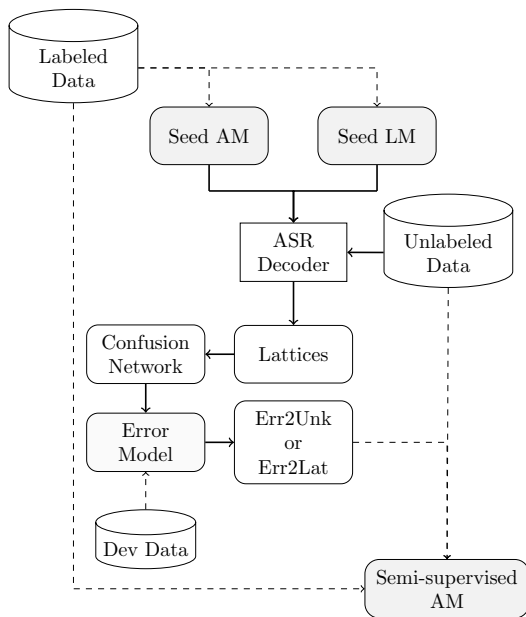 Labeled
Data
Seed AM
Seed LM
ASR
Decoder
Unlabeled
Data
Confusion
Network
Lattices
Error
Model
Err2Unk
or
Err2Lat
Dev Data
Semi-supervised
AM